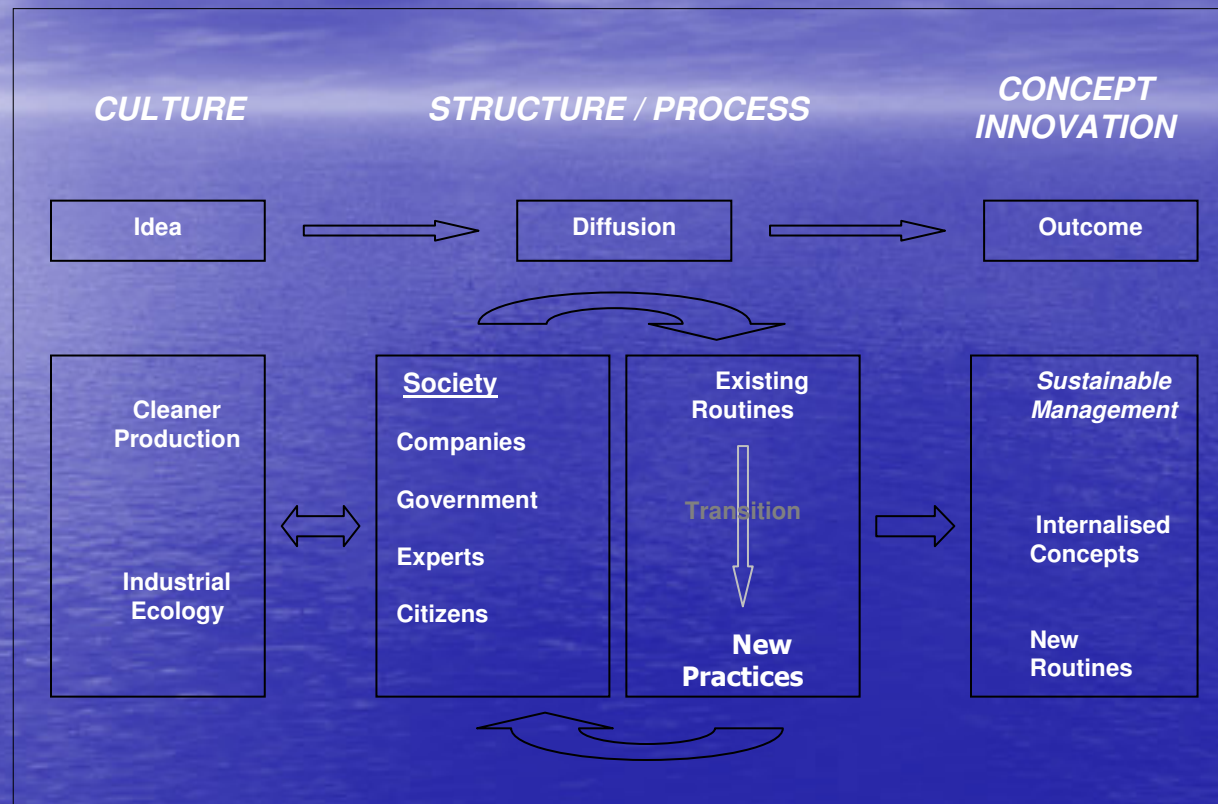 CULTURE
STRUCTURE / PROCESS
CONCEPT
INNOVATION
Idea
Diffusion
Outcome
Cleaner
Production
Industrial
Ecology
Society
Companies
Government
Experts
Citizens
Existing
Routines
Transition
New
Practices
Sustainable
Management
Internalised
Concepts
New
Routines